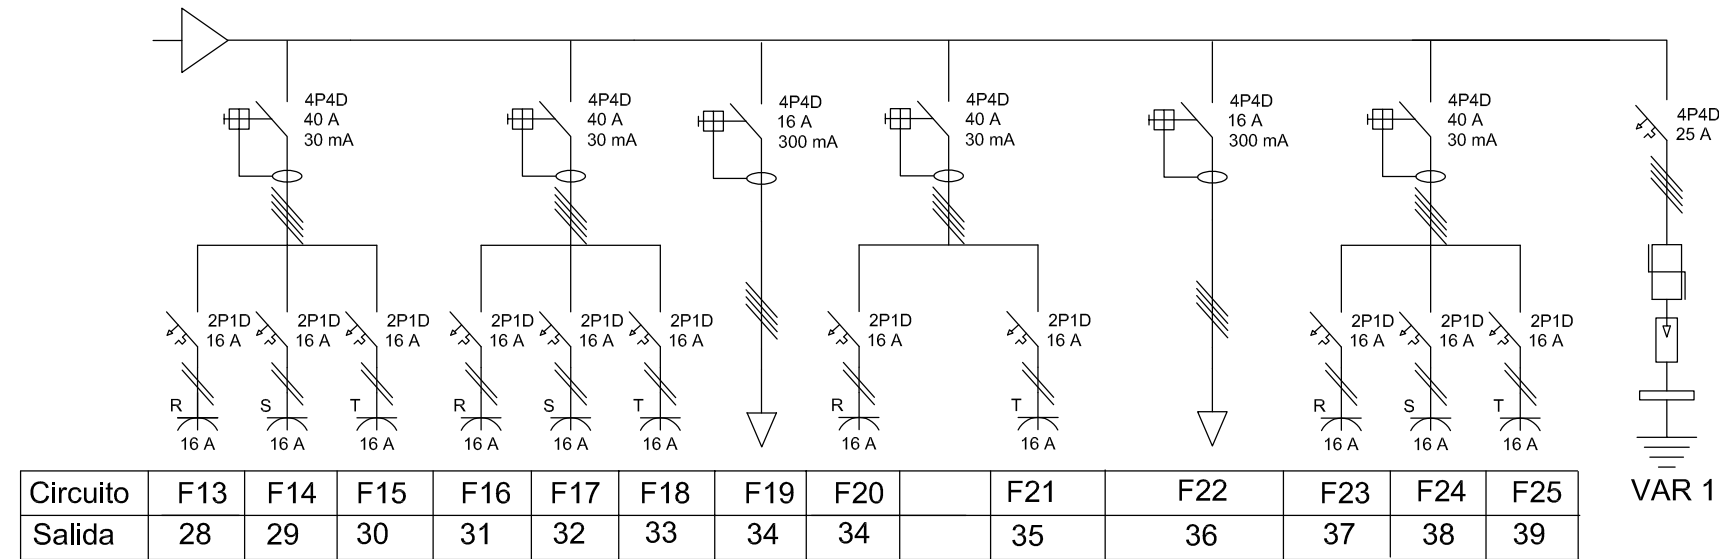 4P4D
40 A
30 mA
4P4D
40 A
30 mA
4P4D
16 A
300 mA
4P4D
40 A
30 mA
4P4D
16 A
300 mA
4P4D
40 A
30 mA
4P4D
25 A
2P1D
16 A
2P1D
16 A
2P1D
16 A
2P1D
16 A
2P1D
16 A
2P1D
16 A
2P1D
16 A
2P1D
16 A
2P1D
16 A
2P1D
16 A
2P1D
16 A
R
S
T
R
S
T
R
T
R
S
T
16 A
16 A
16 A
16 A
16 A
16 A
16 A
16 A
16 A
16 A
16 A
Circuito F13 F14 F15 F16 F17 F18 F19 F20 F21 F22 F23 F24 F25
VAR 1
Salida 28 29 30 31 32 33 34 34 35 36 37 38 39